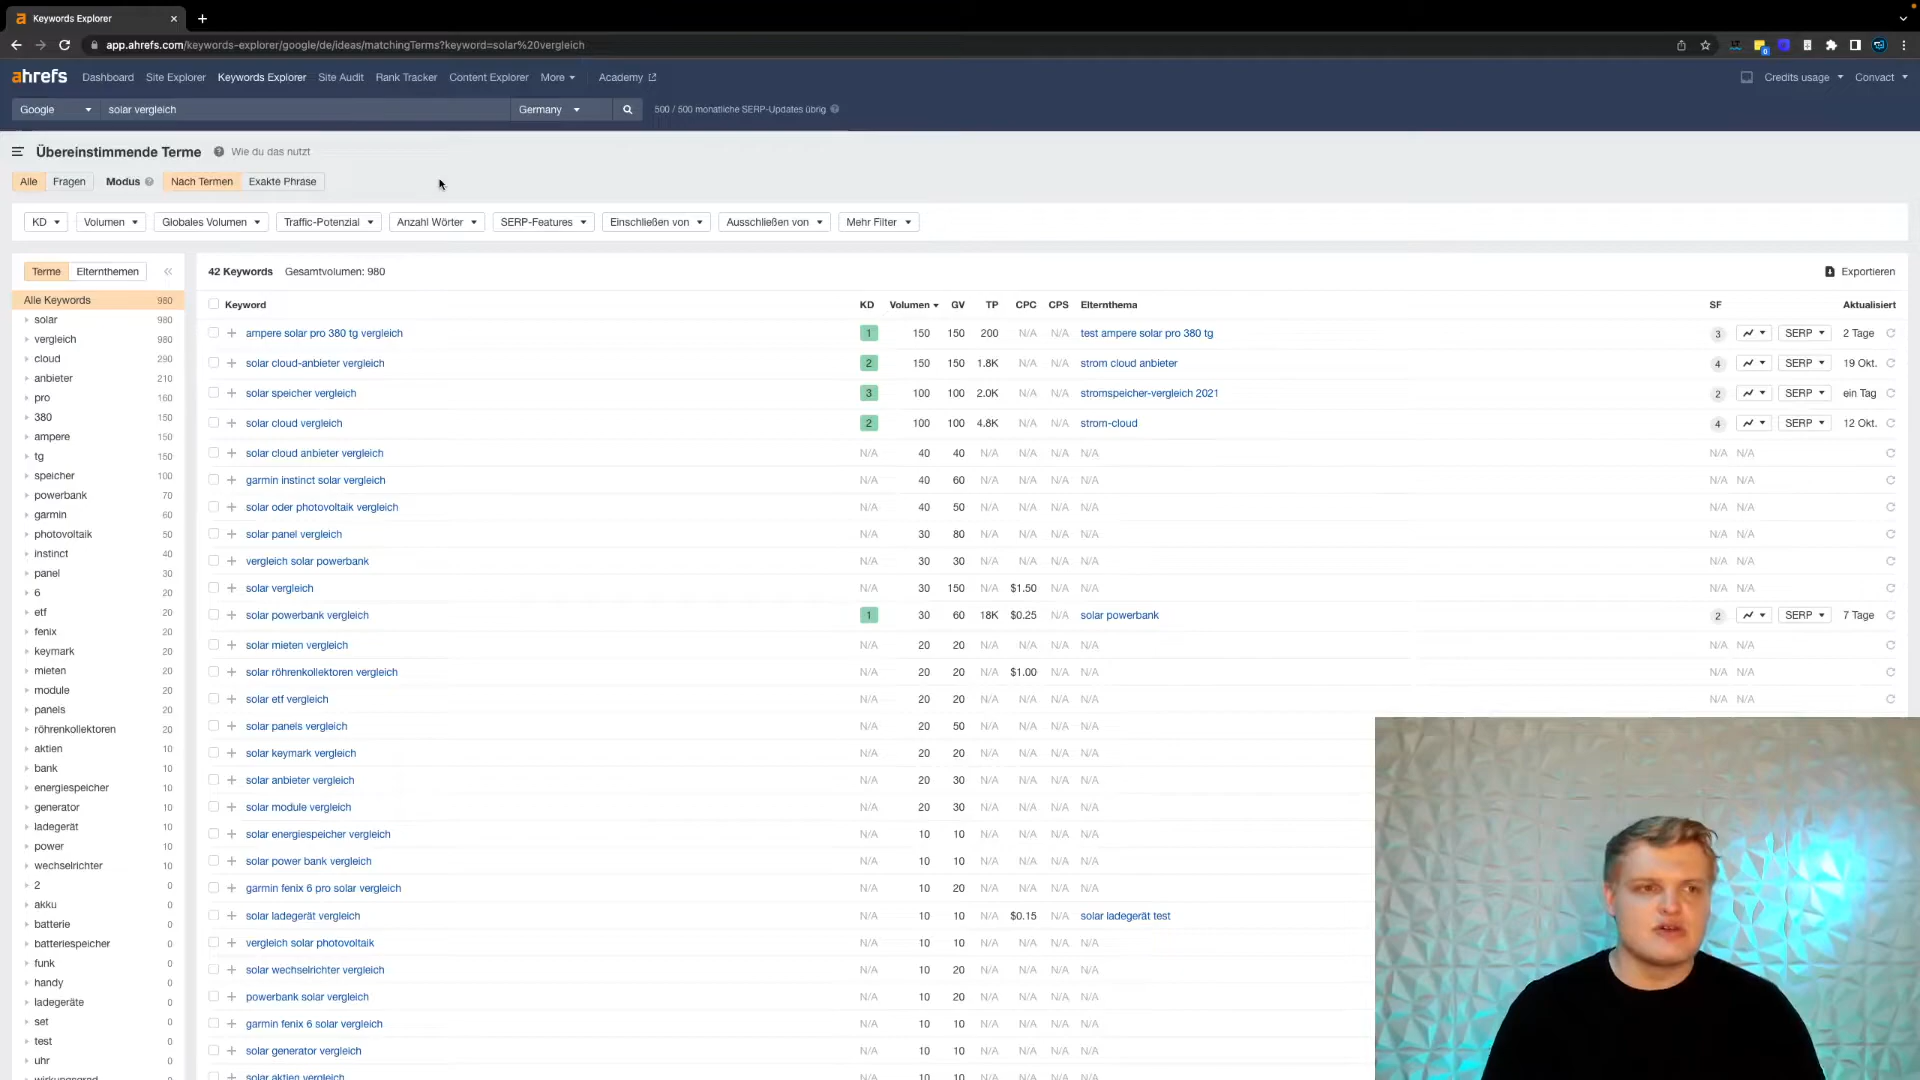 Keywords Explorer
app.ahrefs.com/keywords-explorer/google/de/ideas/matchingTerms?keyword=solar%20vergleich
ahrefs Dashboard Site Explorer Keywords Explorer Site Audit Rank Tracker Content Explorer More Academy Credits usage Convact
Google solar vergleich Germany 500 / 500 monatliche SERP-Updates übrig
Übereinstimmende Terme Wie du das nutzt
Alle Fragen Modus Nach Termen Exakte Phrase
KD Volumen Globales Volumen Traffic-Potenzial Anzahl Wörter SERP-Features Einschließen von Ausschließen von Mehr Filter
Terme Elternthemen
Alle Keywords 980
solar 980
vergleich 980
cloud 290
anbieter 210
pro 160
380 150
ampere 150
tg 150
speicher 100
powerbank 70
garmin 60
photovoltaik 50
instinct 40
panel 30
6 20
etf 20
fenix 20
keymark 20
mieten 20
module 20
panels 20
röhrenkollektoren 20
aktien 10
bank 10
energiespeicher 10
generator 10
ladegerät 10
power 10
wechselrichter 10
2 0
akku 0
batterie 0
batteriespeicher 0
funk 0
handy 0
ladegeräte 0
set 0
test 0
uhr 0
42 Keywords Gesamtvolumen: 980 Exportieren
Keyword KD Volumen GV TP CPC CPS Elternthema SF Aktualisiert
ampere solar pro 380 tg vergleich 1 150 150 200 N/A N/A test ampere solar pro 380 tg 3 SERP 2 Tage
solar cloud-anbieter vergleich 2 150 150 1.8K N/A N/A strom cloud anbieter 4 SERP 19 Okt.
solar speicher vergleich 3 100 100 2.0K N/A N/A stromspeicher-vergleich 2021 2 SERP ein Tag
solar cloud vergleich 2 100 100 4.8K N/A N/A strom-cloud 4 SERP 12 Okt.
solar cloud anbieter vergleich N/A 40 40 N/A N/A N/A N/A N/A N/A
garmin instinct solar vergleich N/A 40 60 N/A N/A N/A N/A N/A N/A
solar oder photovoltaik vergleich N/A 40 50 N/A N/A N/A N/A N/A N/A
solar panel vergleich N/A 30 80 N/A N/A N/A N/A N/A N/A
vergleich solar powerbank N/A 30 30 N/A N/A N/A N/A N/A N/A
solar vergleich N/A 30 150 N/A $1.50 N/A N/A N/A N/A
solar powerbank vergleich 1 30 60 18K $0.25 N/A solar powerbank 2 SERP 7 Tage
solar mieten vergleich N/A 20 20 N/A N/A N/A N/A N/A N/A
solar röhrenkollektoren vergleich N/A 20 20 N/A $1.00 N/A N/A N/A N/A
solar etf vergleich N/A 20 20 N/A N/A N/A N/A N/A N/A
solar panels vergleich N/A 20 50 N/A N/A N/A N/A
solar keymark vergleich N/A 20 20 N/A N/A N/A N/A
solar anbieter vergleich N/A 20 30 N/A N/A N/A N/A
solar module vergleich N/A 20 30 N/A N/A N/A N/A
solar energiespeicher vergleich N/A 10 10 N/A N/A N/A N/A
solar power bank vergleich N/A 10 10 N/A N/A N/A N/A
garmin fenix 6 pro solar vergleich N/A 10 20 N/A N/A N/A N/A
solar ladegerät vergleich N/A 10 10 N/A $0.15 N/A solar ladegerät test
vergleich solar photovoltaik N/A 10 10 N/A N/A N/A N/A
solar wechselrichter vergleich N/A 10 20 N/A N/A N/A N/A
powerbank solar vergleich N/A 10 20 N/A N/A N/A N/A
garmin fenix 6 solar vergleich N/A 10 10 N/A N/A N/A N/A
solar generator vergleich N/A 10 10 N/A N/A N/A N/A
solar aktien vergleich N/A 10 10 N/A N/A N/A N/A